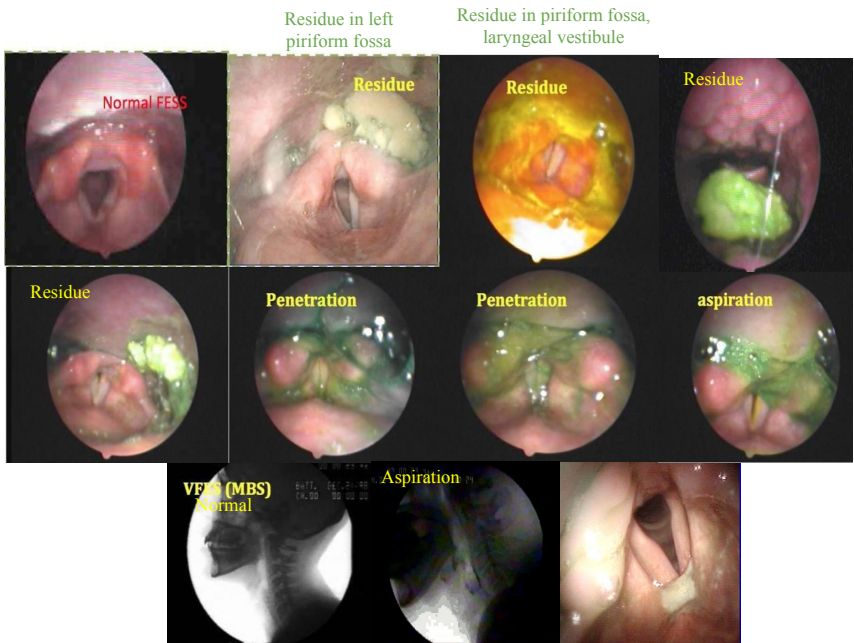 Residue in left
piriform fossa
Residue in piriform fossa,
laryngeal vestibule
Normal FESS
Residue
Residue
Residue
Residue
Penetration
Penetration
aspiration
VFES (MBS)
Normal
Aspiration